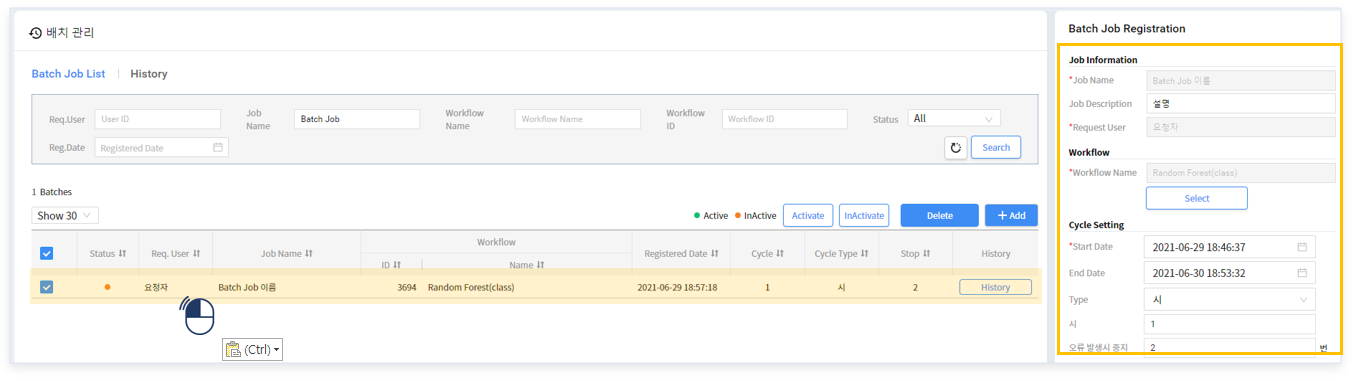 배치 관리
Batch Job List | History
Req.User User ID Job Name Batch Job Workflow Name Workflow Name Workflow ID Workflow ID Status All
Reg.Date Registered Date Search
1 Batches
Show 30 Active InActive Activate InActivate Delete + Add
Status Req. User Job Name Workflow Registered Date Cycle Cycle Type Stop History
ID Name
요청자 Batch Job 이름 3694 Random Forest(class) 2021-06-29 18:57:18 1 시 2 History
(Ctrl)
Batch Job Registration
Job Information
*Job Name Batch Job 이름
Job Description 설명
*Request User 요청자
Workflow
*Workflow Name Random Forest(class)
Select
Cycle Setting
*Start Date 2021-06-29 18:46:37
End Date 2021-06-30 18:53:32
Type 시
시 1
오류 발생시 중지 2 번